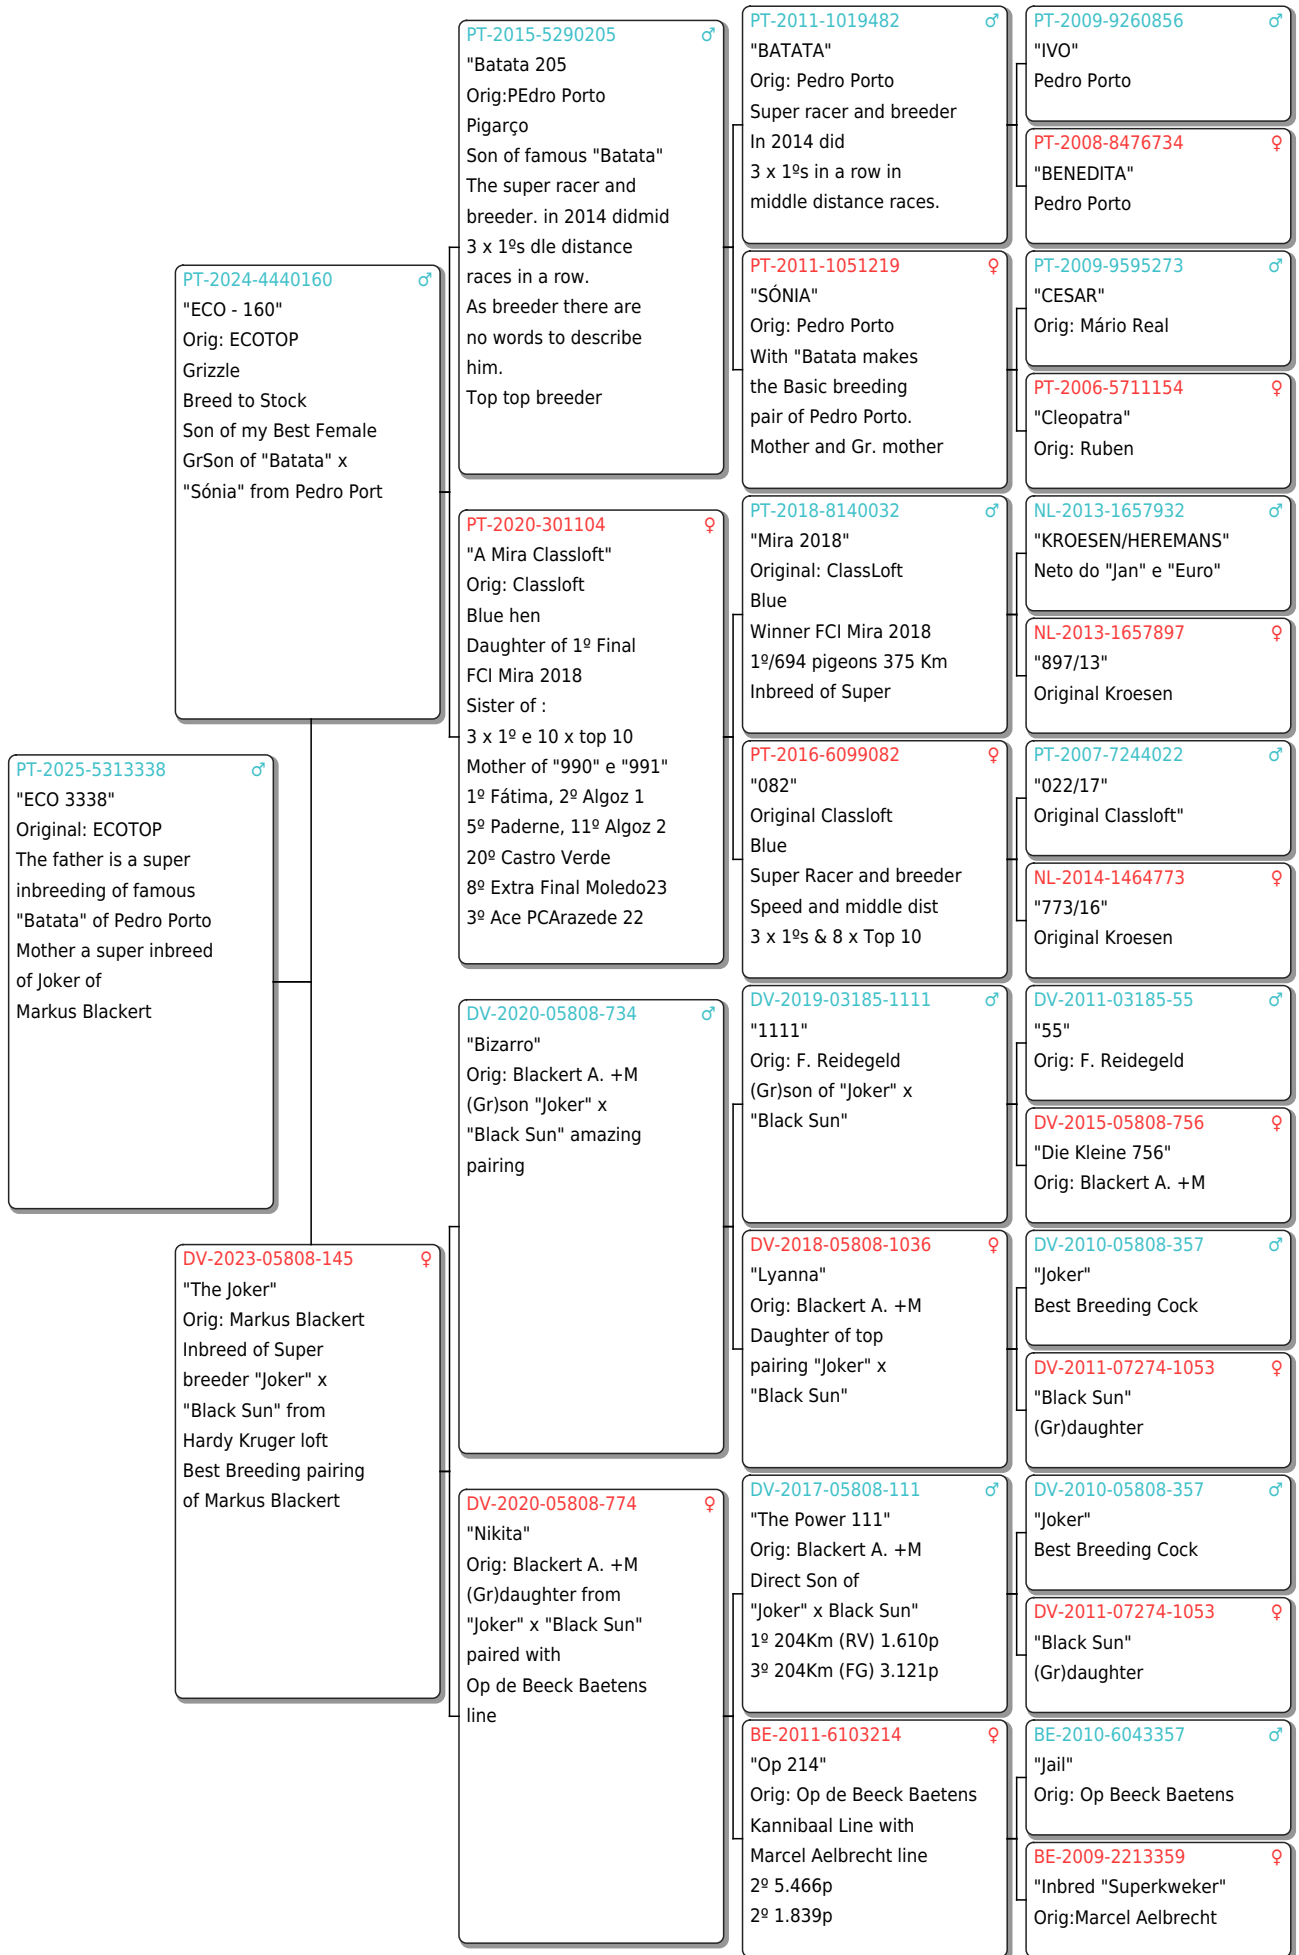 PT-2025-5313338 ♂
"ECO 3338"
Original: ECOTOP
The father is a super
inbreeding of famous
"Batata" of Pedro Porto
Mother a super inbreed
of Joker of
Markus Blackert
PT-2024-4440160 ♂
"ECO - 160"
Orig: ECOTOP
Grizzle
Breed to Stock
Son of my Best Female
GrSon of "Batata" x
"Sónia" from Pedro Port
DV-2023-05808-145 ♀
"The Joker"
Orig: Markus Blackert
Inbreed of Super
breeder "Joker" x
"Black Sun" from
Hardy Kruger loft
Best Breeding pairing
of Markus Blackert
PT-2015-5290205 ♂
"Batata 205
Orig:PEdro Porto
Pigarço
Son of famous "Batata"
The super racer and
breeder. in 2014 didmid
3 x 1ºs dle distance
races in a row.
As breeder there are
no words to describe
him.
Top top breeder
PT-2020-301104 ♀
"A Mira Classloft"
Orig: Classloft
Blue hen
Daughter of 1º Final
FCI Mira 2018
Sister of :
3 x 1º e 10 x top 10
Mother of "990" e "991"
1º Fátima, 2º Algoz 1
5º Paderne, 11º Algoz 2
20º Castro Verde
8º Extra Final Moledo23
3º Ace PCArazede 22
DV-2020-05808-734 ♂
"Bizarro"
Orig: Blackert A. +M
(Gr)son "Joker" x
"Black Sun" amazing
pairing
DV-2020-05808-774 ♀
"Nikita"
Orig: Blackert A. +M
(Gr)daughter from
"Joker" x "Black Sun"
paired with
Op de Beeck Baetens
line
PT-2011-1019482 ♂
"BATATA"
Orig: Pedro Porto
Super racer and breeder
In 2014 did
3 x 1ºs in a row in
middle distance races.
PT-2011-1051219 ♀
"SÓNIA"
Orig: Pedro Porto
With "Batata makes
the Basic breeding
pair of Pedro Porto.
Mother and Gr. mother
PT-2018-8140032 ♂
"Mira 2018"
Original: ClassLoft
Blue
Winner FCI Mira 2018
1º/694 pigeons 375 Km
Inbreed of Super
PT-2016-6099082 ♀
"082"
Original Classloft
Blue
Super Racer and breeder
Speed and middle dist
3 x 1ºs & 8 x Top 10
DV-2019-03185-1111 ♂
"1111"
Orig: F. Reidegeld
(Gr)son of "Joker" x
"Black Sun"
DV-2018-05808-1036 ♀
"Lyanna"
Orig: Blackert A. +M
Daughter of top
pairing "Joker" x
"Black Sun"
DV-2017-05808-111 ♂
"The Power 111"
Orig: Blackert A. +M
Direct Son of
"Joker" x Black Sun"
1º 204Km (RV) 1.610p
3º 204Km (FG) 3.121p
BE-2011-6103214 ♀
"Op 214"
Orig: Op de Beeck Baetens
Kannibaal Line with
Marcel Aelbrecht line
2º 5.466p
2º 1.839p
PT-2009-9260856 ♂
"IVO"
Pedro Porto
PT-2008-8476734 ♀
"BENEDITA"
Pedro Porto
PT-2009-9595273 ♂
"CESAR"
Orig: Mário Real
PT-2006-5711154 ♀
"Cleopatra"
Orig: Ruben
NL-2013-1657932 ♂
"KROESEN/HEREMANS"
Neto do "Jan" e "Euro"
NL-2013-1657897 ♀
"897/13"
Original Kroesen
PT-2007-7244022 ♂
"022/17"
Original Classloft"
NL-2014-1464773 ♀
"773/16"
Original Kroesen
DV-2011-03185-55 ♂
"55"
Orig: F. Reidegeld
DV-2015-05808-756 ♀
"Die Kleine 756"
Orig: Blackert A. +M
DV-2010-05808-357 ♂
"Joker"
Best Breeding Cock
DV-2011-07274-1053 ♀
"Black Sun"
(Gr)daughter
DV-2010-05808-357 ♂
"Joker"
Best Breeding Cock
DV-2011-07274-1053 ♀
"Black Sun"
(Gr)daughter
BE-2010-6043357 ♂
"Jail"
Orig: Op Beeck Baetens
BE-2009-2213359 ♀
"Inbred "Superkweker"
Orig:Marcel Aelbrecht